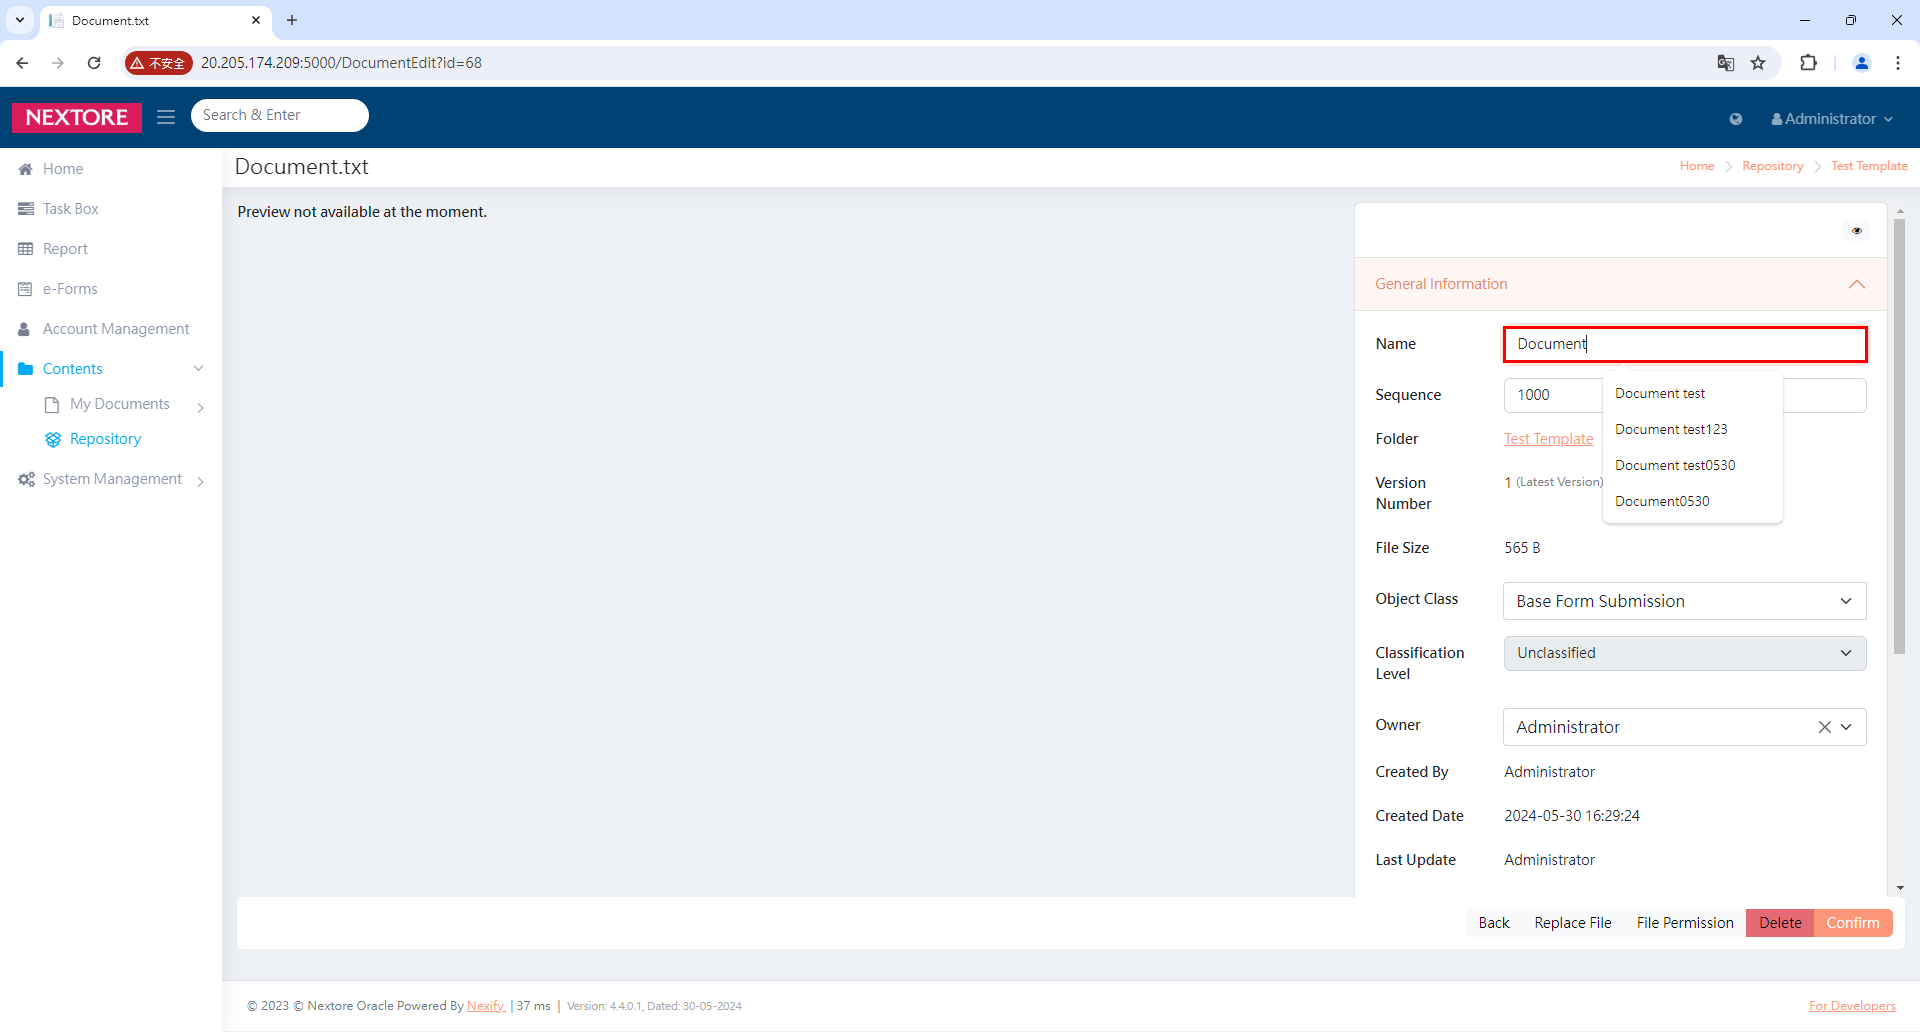 Document.txt
不安全
20.205.174.209:5000/DocumentEdit?id=68
NEXTORE
Search & Enter
Administrator
Home
Task Box
Report
e-Forms
Account Management
Contents
My Documents
Repository
System Management
Document.txt
Home
Repository
Test Template
Preview not available at the moment.
General Information
Name
Document
Document test
Document test123
Document test0530
Document0530
Sequence
1000
Folder
Test Template
Version
Number
1 (Latest Version)
File Size
565 B
Object Class
Base Form Submission
Classification
Level
Unclassified
Owner
Administrator
Created By
Administrator
Created Date
2024-05-30 16:29:24
Last Update
Administrator
Back
Replace File
File Permission
Delete
Confirm
© 2023 © Nextore Oracle Powered By Nexify | 37 ms | Version: 4.4.0.1, Dated: 30-05-2024
For Developers